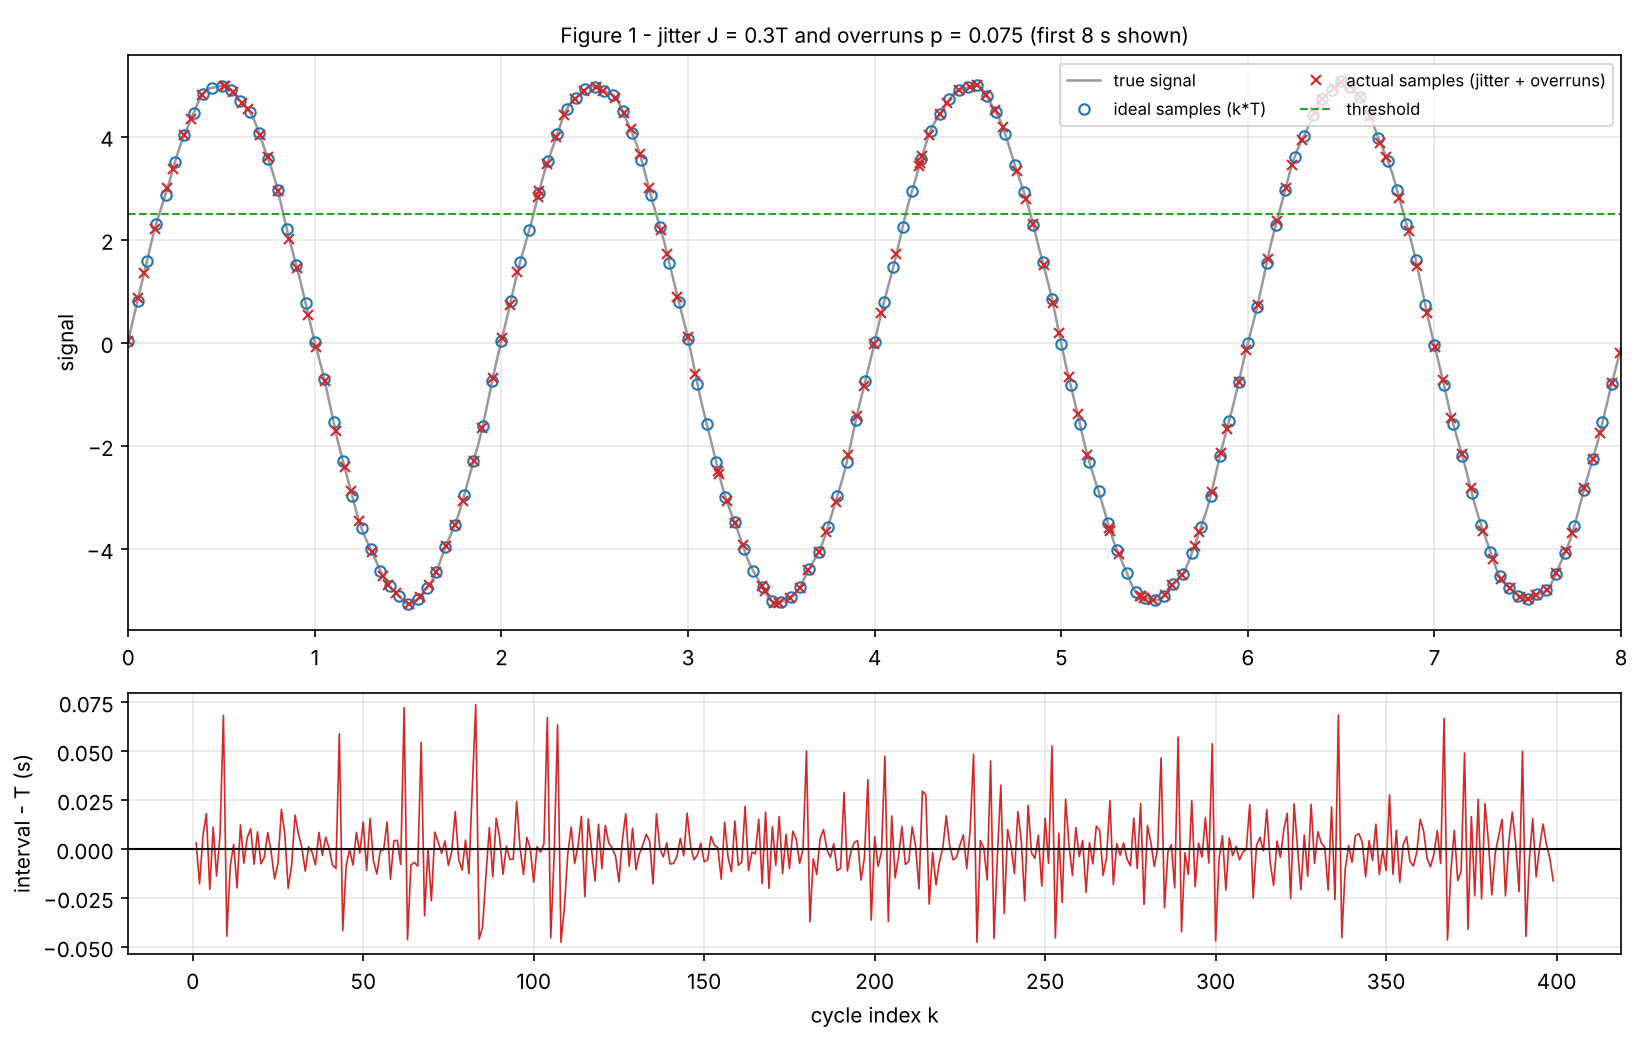 Figure 1 - jitter J = 0.3T and overruns p = 0.075 (first 8 s shown)
true signal
ideal samples (k*T)
actual samples (jitter + overruns)
threshold
signal
4
2
0
−2
−4
0 1 2 3 4 5 6 7 8
interval - T (s)
0.075
0.050
0.025
0.000
−0.025
−0.050
0 50 100 150 200 250 300 350 400
cycle index k